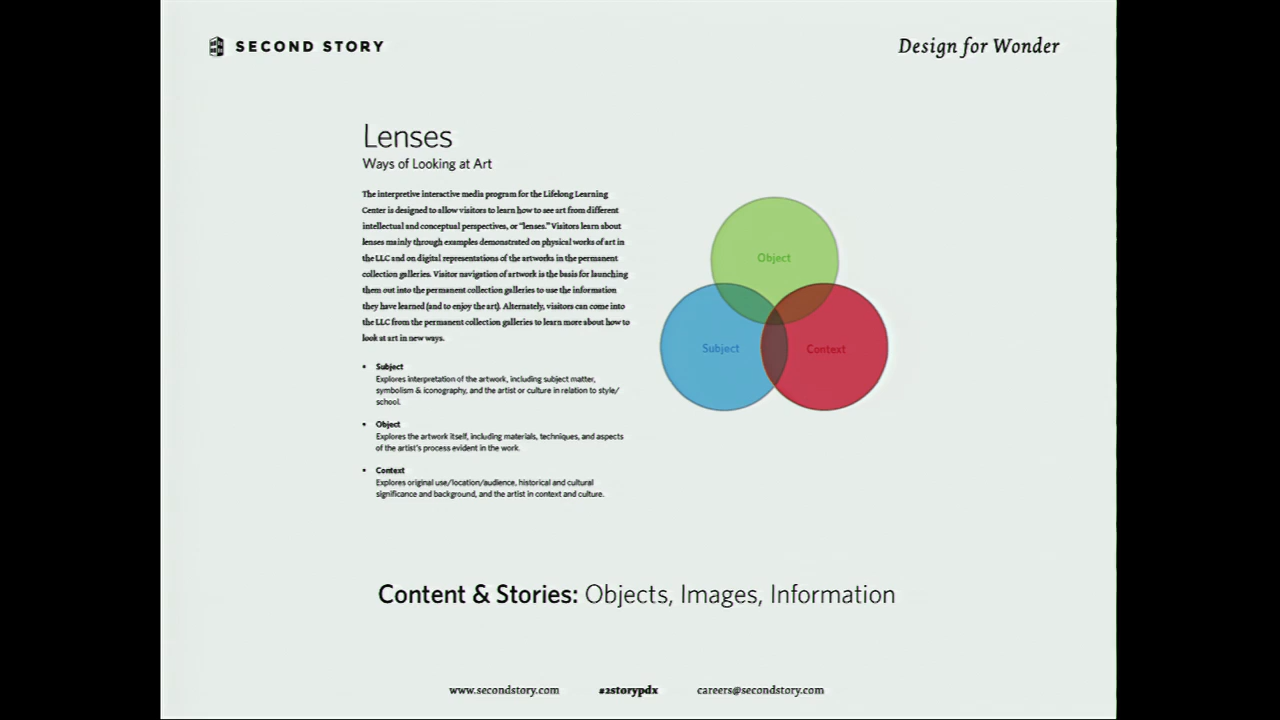 SECOND STORY
Design for Wonder
Lenses
Ways of Looking at Art
The interpretive interactive media program for the Lifelong Learning
Center is designed to allow visitors to learn how to see art from different
intellectual and conceptual perspectives, or "lenses." Visitors learn about
lenses mainly through examples demonstrated on physical works of art in
the LLC and on digital representations of the artworks in the permanent
collection galleries. Visitor navigation of artwork is the basis for launching
them out into the permanent collection galleries to use the information
they have learned (and to enjoy the art). Alternately, visitors can come into
the LLC from the permanent collection galleries to learn more about how to
look at art in new ways.
• Subject
Explores interpretation of the artwork, including subject matter,
symbolism & iconography, and the artist or culture in relation to style/
school.
• Object
Explores the artwork itself, including materials, techniques, and aspects
of the artist's process evident in the work.
• Context
Explores original use/location/audience, historical and cultural
significance and background, and the artist in context and culture.
Object
Subject
Context
Content & Stories: Objects, Images, Information
www.secondstory.com
#2storypdx
careers@secondstory.com